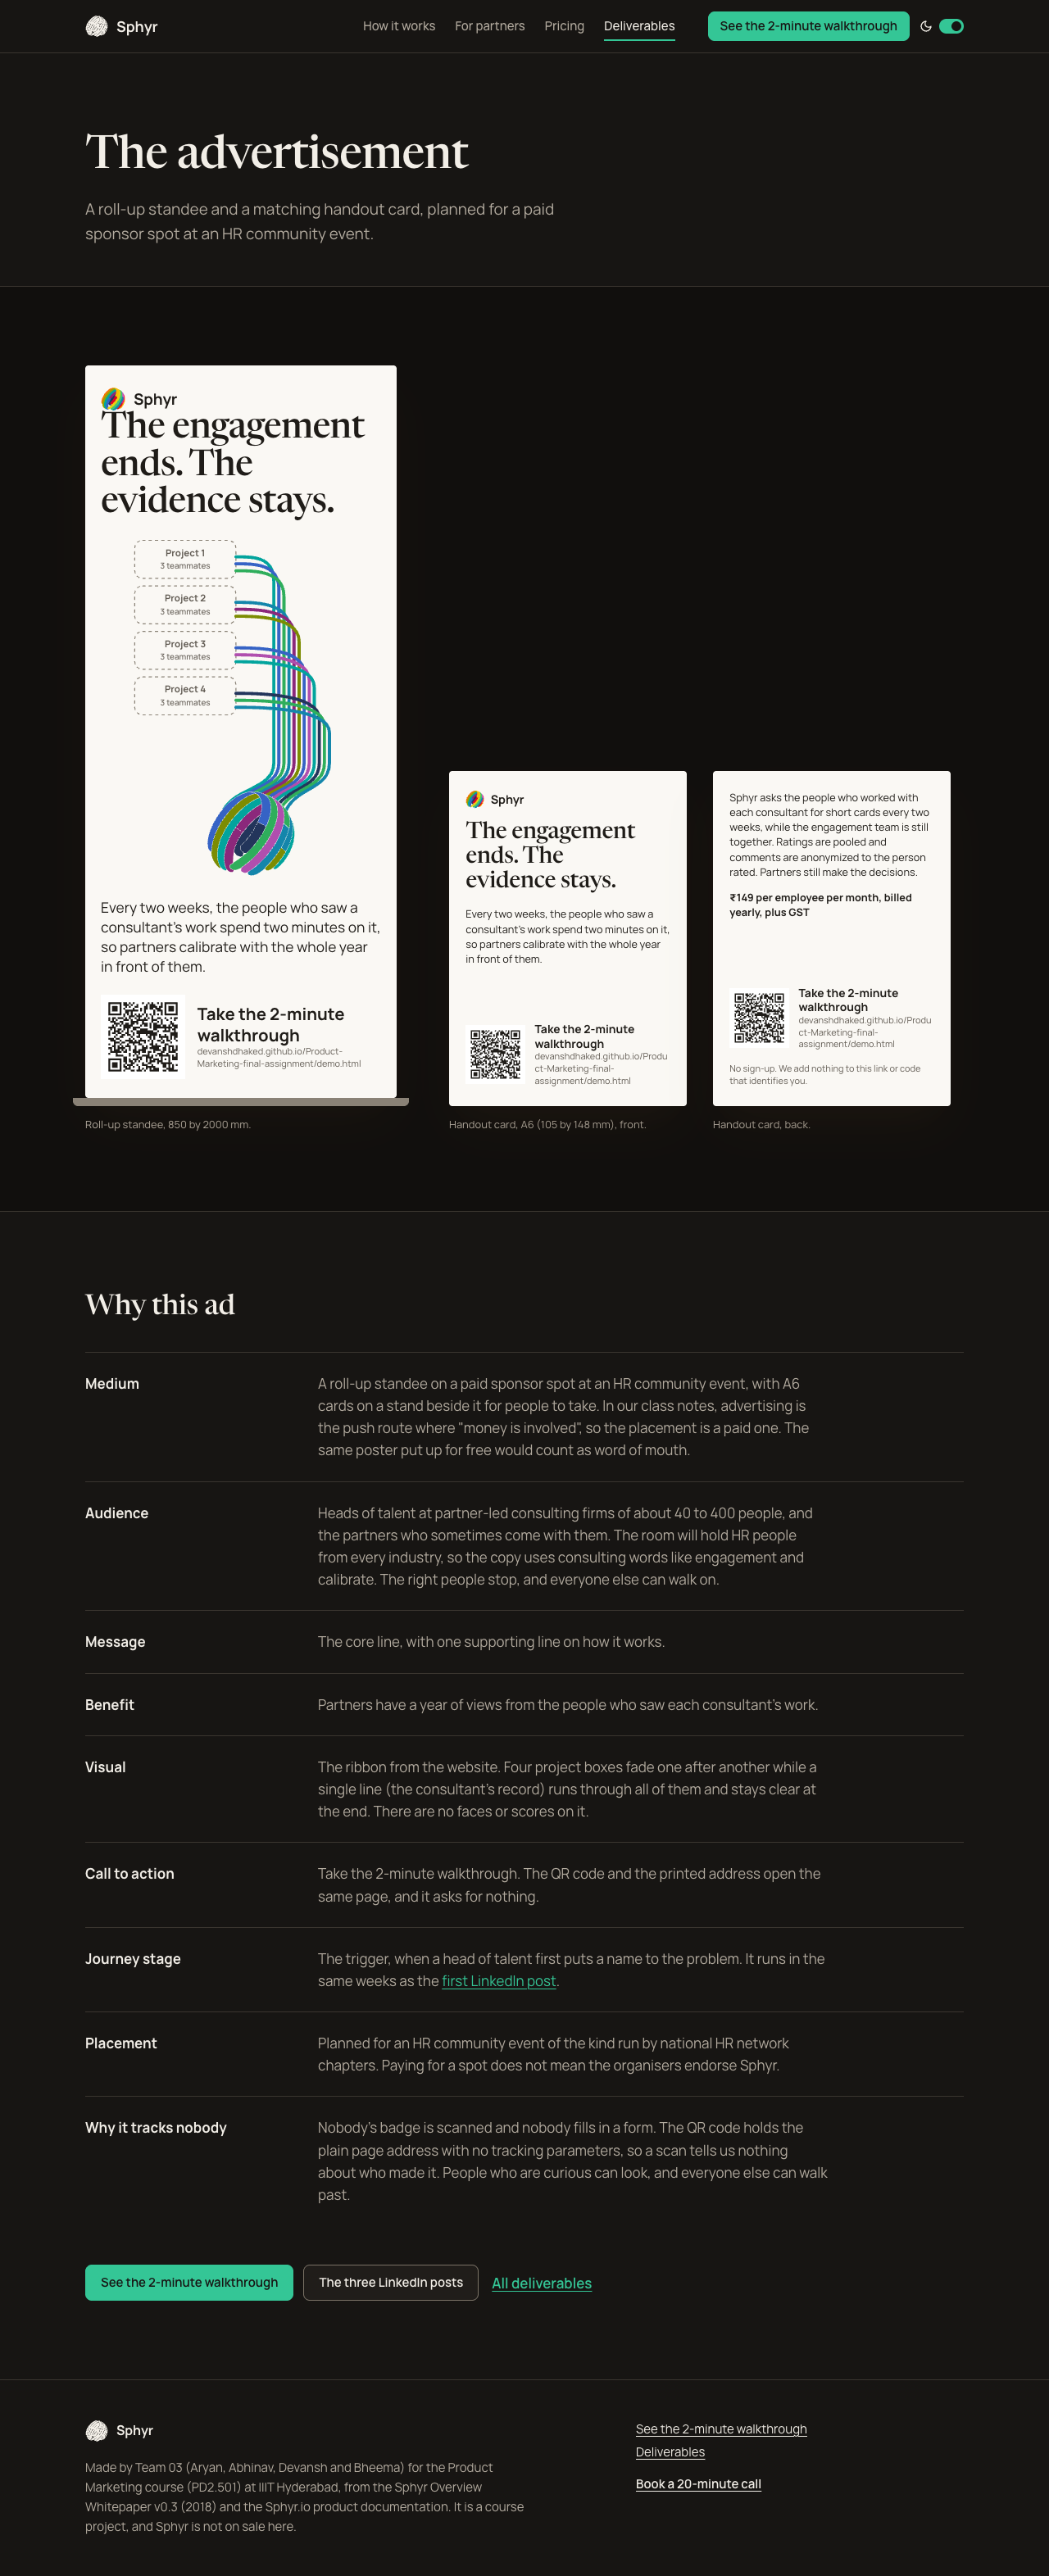 Sphyr
How it works
For partners
Pricing
Deliverables
See the 2-minute walkthrough
The advertisement
A roll-up standee and a matching handout card, planned for a paid
sponsor spot at an HR community event.
Sphyr
The engagement
ends. The
evidence stays.
Project 1
3 teammates
Project 2
3 teammates
Project 3
3 teammates
Project 4
3 teammates
Every two weeks, the people who saw a
consultant's work spend two minutes on it,
so partners calibrate with the whole year
in front of them.
Take the 2-minute
walkthrough
devanshdhaked.github.io/Product-
Marketing-final-assignment/demo.html
Roll-up standee, 850 by 2000 mm.
Sphyr
The engagement
ends. The
evidence stays.
Every two weeks, the people who saw a
consultant's work spend two minutes on it,
so partners calibrate with the whole year
in front of them.
Take the 2-minute
walkthrough
devanshdhaked.github.io/Produ
ct-Marketing-final-
assignment/demo.html
Handout card, A6 (105 by 148 mm), front.
Sphyr asks the people who worked with
each consultant for short cards every two
weeks, while the engagement team is still
together. Ratings are pooled and
comments are anonymized to the person
rated. Partners still make the decisions.
₹149 per employee per month, billed
yearly, plus GST
Take the 2-minute
walkthrough
devanshdhaked.github.io/Produ
ct-Marketing-final-
assignment/demo.html
No sign-up. We add nothing to this link or code
that identifies you.
Handout card, back.
Why this ad
Medium
A roll-up standee on a paid sponsor spot at an HR community event, with A6
cards on a stand beside it for people to take. In our class notes, advertising is
the push route where "money is involved", so the placement is a paid one. The
same poster put up for free would count as word of mouth.
Audience
Heads of talent at partner-led consulting firms of about 40 to 400 people, and
the partners who sometimes come with them. The room will hold HR people
from every industry, so the copy uses consulting words like engagement and
calibrate. The right people stop, and everyone else can walk on.
Message
The core line, with one supporting line on how it works.
Benefit
Partners have a year of views from the people who saw each consultant's work.
Visual
The ribbon from the website. Four project boxes fade one after another while a
single line (the consultant's record) runs through all of them and stays clear at
the end. There are no faces or scores on it.
Call to action
Take the 2-minute walkthrough. The QR code and the printed address open the
same page, and it asks for nothing.
Journey stage
The trigger, when a head of talent first puts a name to the problem. It runs in the
same weeks as the first LinkedIn post.
Placement
Planned for an HR community event of the kind run by national HR network
chapters. Paying for a spot does not mean the organisers endorse Sphyr.
Why it tracks nobody
Nobody's badge is scanned and nobody fills in a form. The QR code holds the
plain page address with no tracking parameters, so a scan tells us nothing
about who made it. People who are curious can look, and everyone else can walk
past.
See the 2-minute walkthrough
The three LinkedIn posts
All deliverables
Sphyr
Made by Team 03 (Aryan, Abhinav, Devansh and Bheema) for the Product
Marketing course (PD2.501) at IIIT Hyderabad, from the Sphyr Overview
Whitepaper v0.3 (2018) and the Sphyr.io product documentation. It is a course
project, and Sphyr is not on sale here.
See the 2-minute walkthrough
Deliverables
Book a 20-minute call